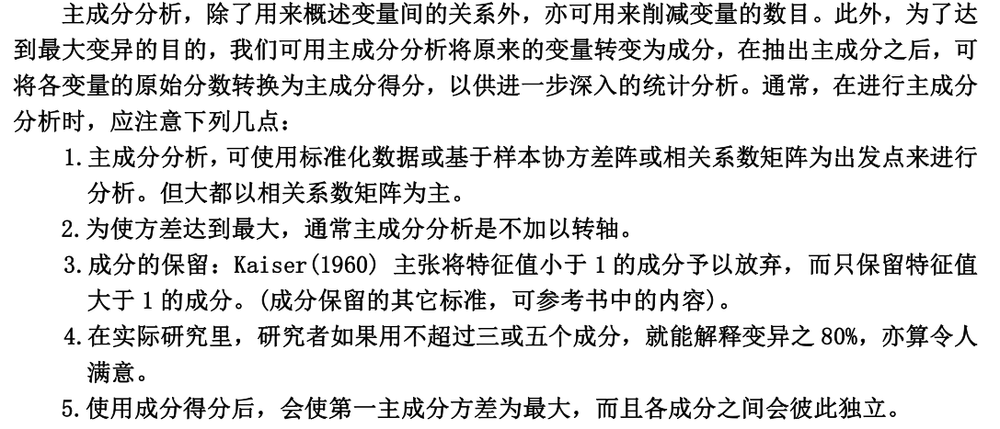 主成分分析，除了用来概述变量间的关系外，亦可用来削减变量的数目。此外，为了达
到最大变异的目的，我们可用主成分分析将原来的变量转变为成分，在抽出主成分之后，可
将各变量的原始分数转换为主成分得分，以供进一步深入的统计分析。通常，在进行主成分
分析时，应注意下列几点：
1.主成分分析，可使用标准化数据或基于样本协方差阵或相关系数矩阵为出发点来进行
分析。但大都以相关系数矩阵为主。
2.为使方差达到最大，通常主成分分析是不加以转轴。
3.成分的保留：Kaiser(1960) 主张将特征值小于 1 的成分予以放弃，而只保留特征值
大于 1 的成分。(成分保留的其它标准，可参考书中的内容)。
4.在实际研究里，研究者如果用不超过三或五个成分，就能解释变异之 80%，亦算令人
满意。
5.使用成分得分后，会使第一主成分方差为最大，而且各成分之间会彼此独立。